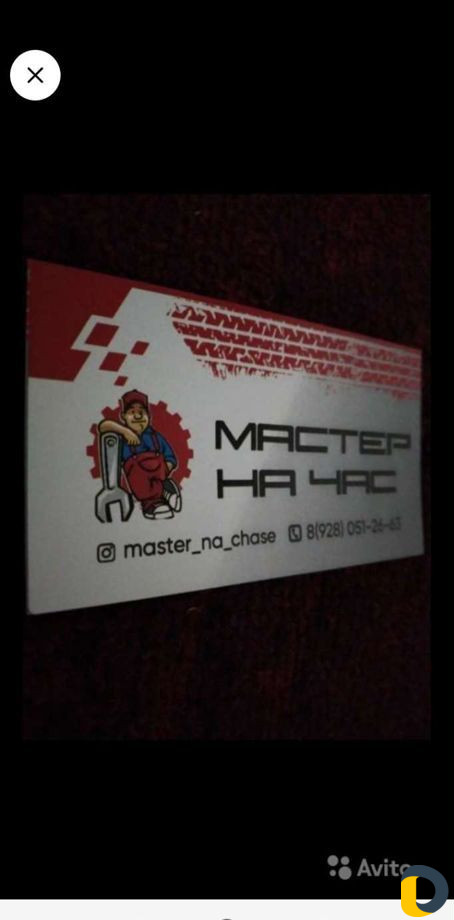 МАСТЕР
НА ЧАС
master_na_chase 8(928) 051-26-63
Avito